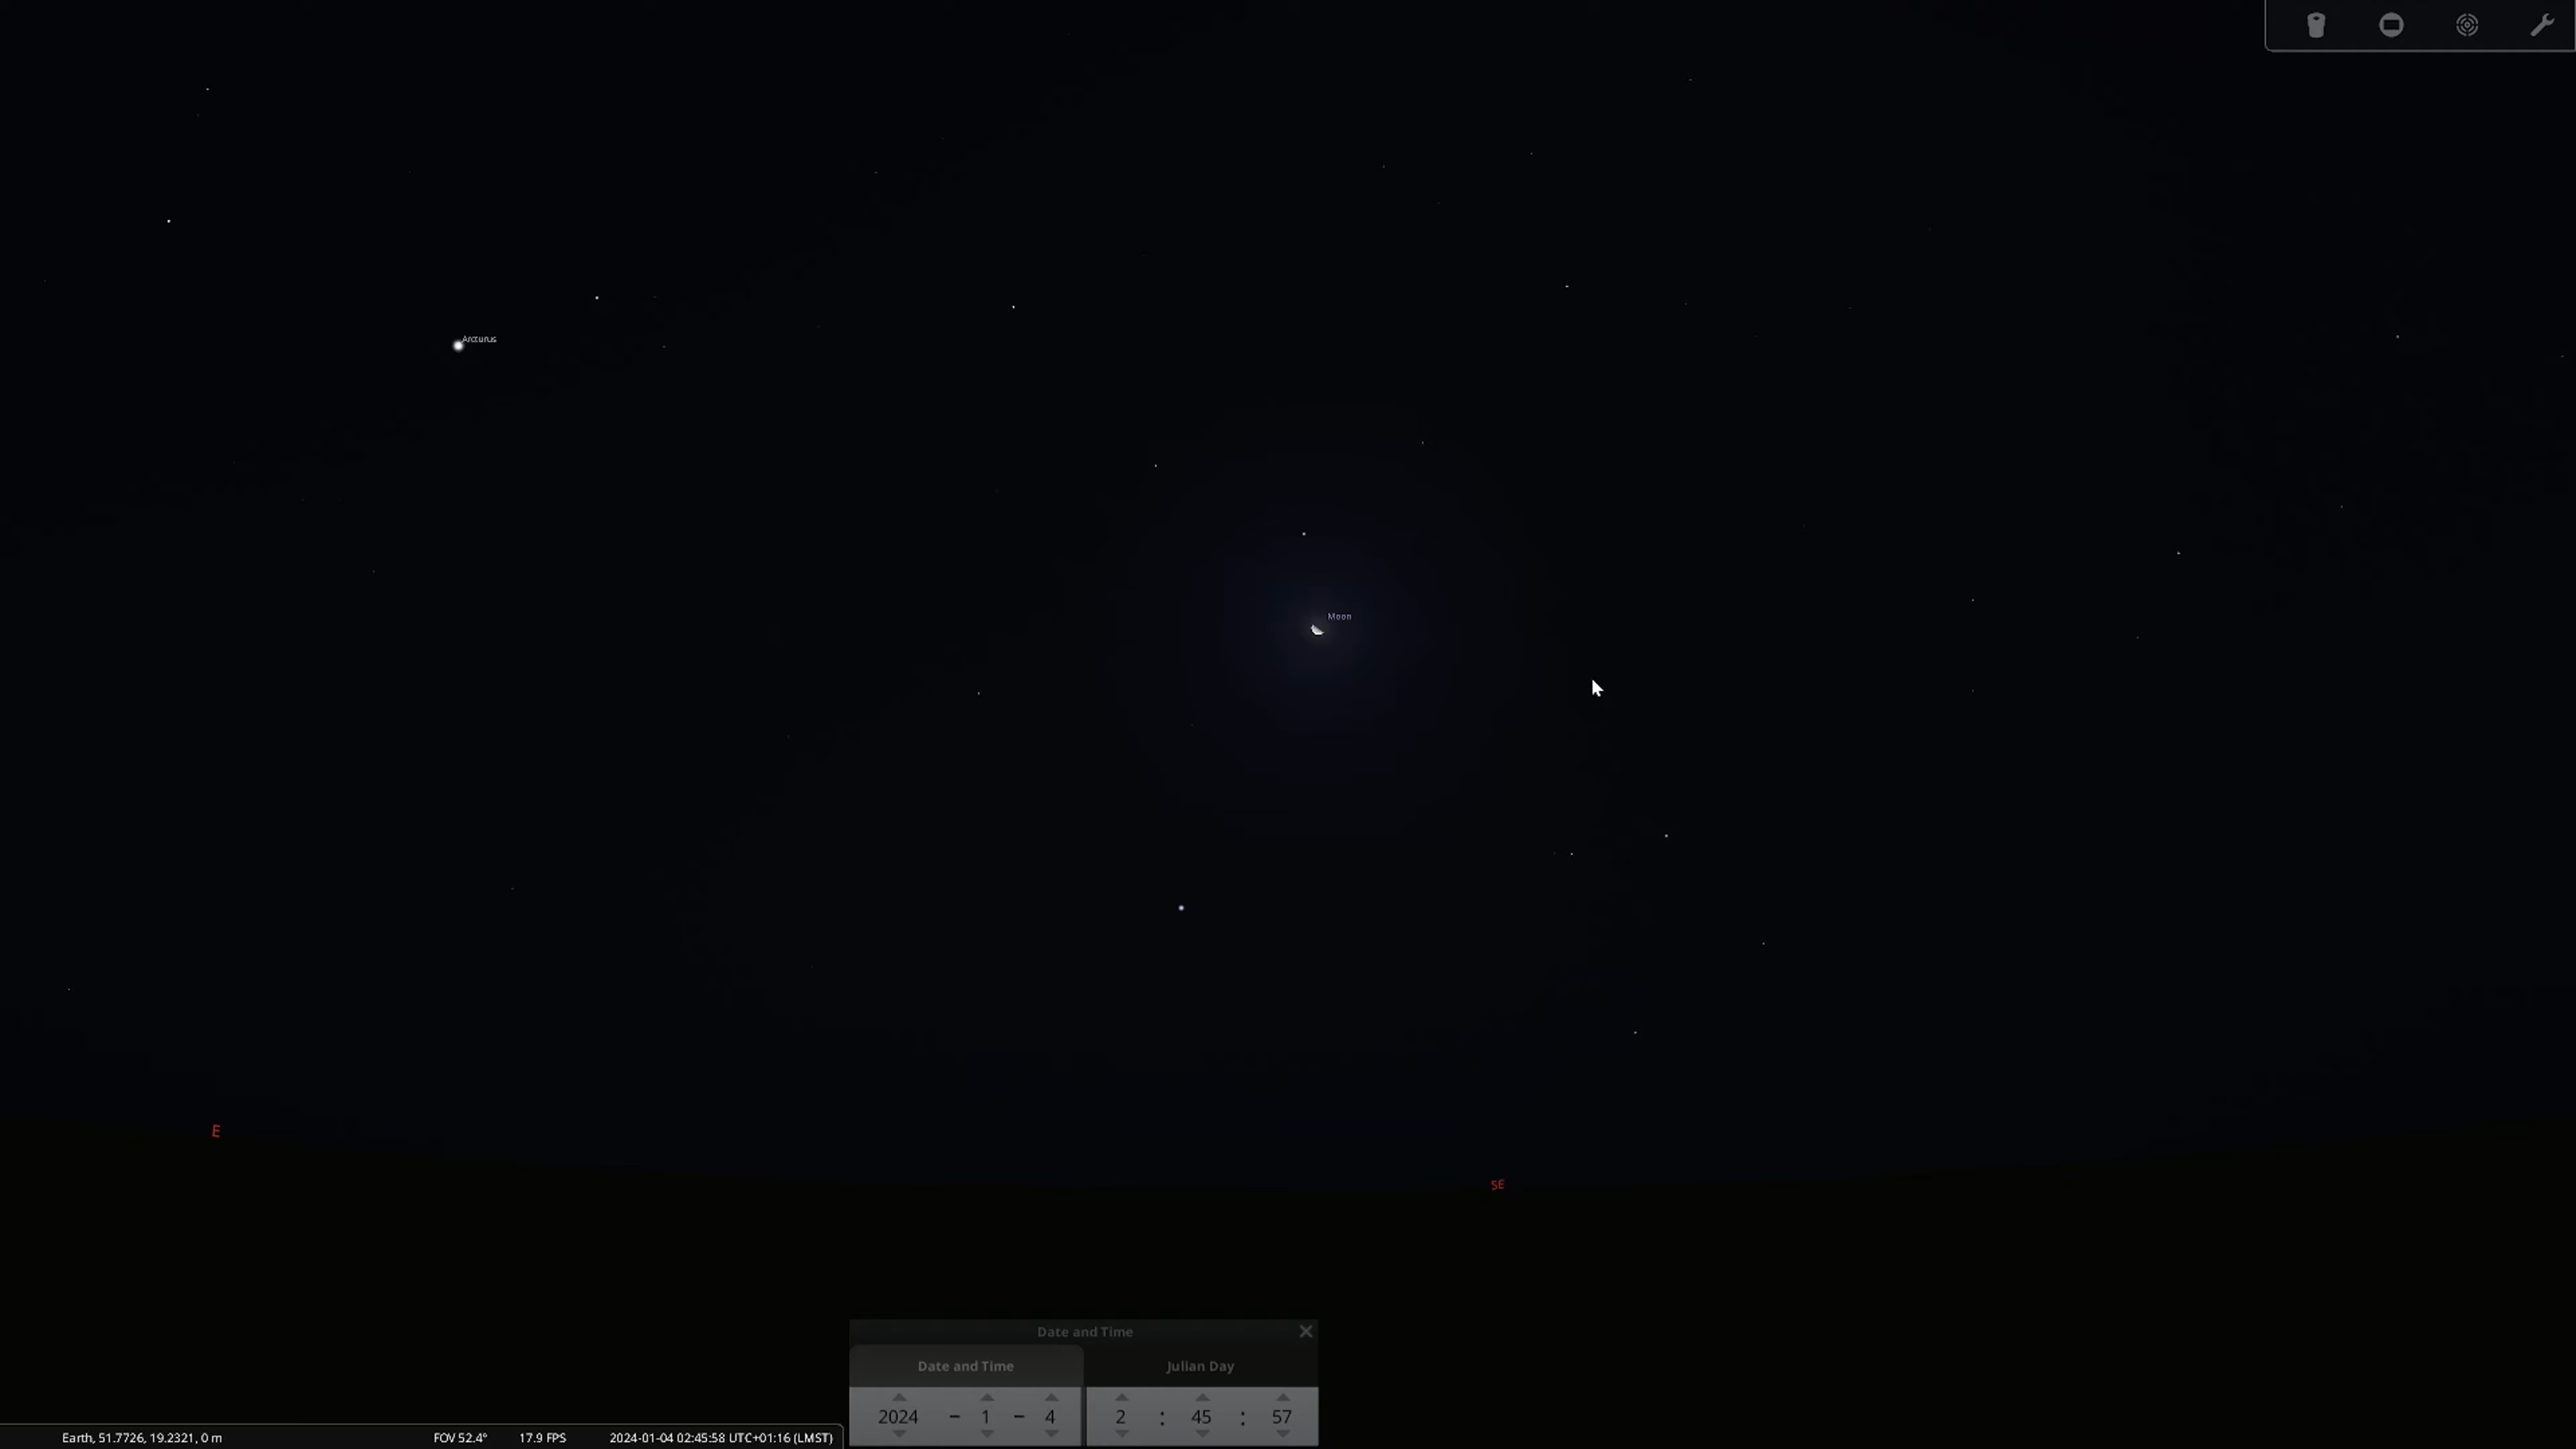 Arcturus
Moon
E
SE
Date and Time
Date and Time Julian Day
2024 - 1 - 4 2 : 45 : 57
Earth, 51.7726, 19.2321, 0 m FOV 52.4° 17.9 FPS 2024-01-04 02:45:58 UTC+01:16 (LMST)